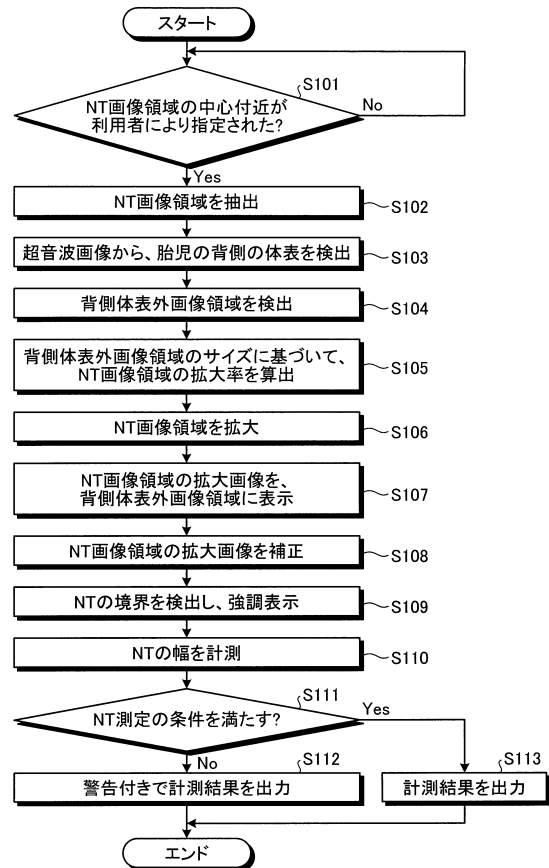 スタート
S101
NT画像領域の中心付近が
利用者により指定された?
No
Yes
NT画像領域を抽出
S102
超音波画像から、胎児の背側の体表を検出
S103
背側体表外画像領域を検出
S104
背側体表外画像領域のサイズに基づいて、
NT画像領域の拡大率を算出
S105
NT画像領域を拡大
S106
NT画像領域の拡大画像を、
背側体表外画像領域に表示
S107
NT画像領域の拡大画像を補正
S108
NTの境界を検出し、強調表示
S109
NTの幅を計測
S110
S111
NT測定の条件を満たす?
Yes
No
S112
警告付きで計測結果を出力
S113
計測結果を出力
エンド